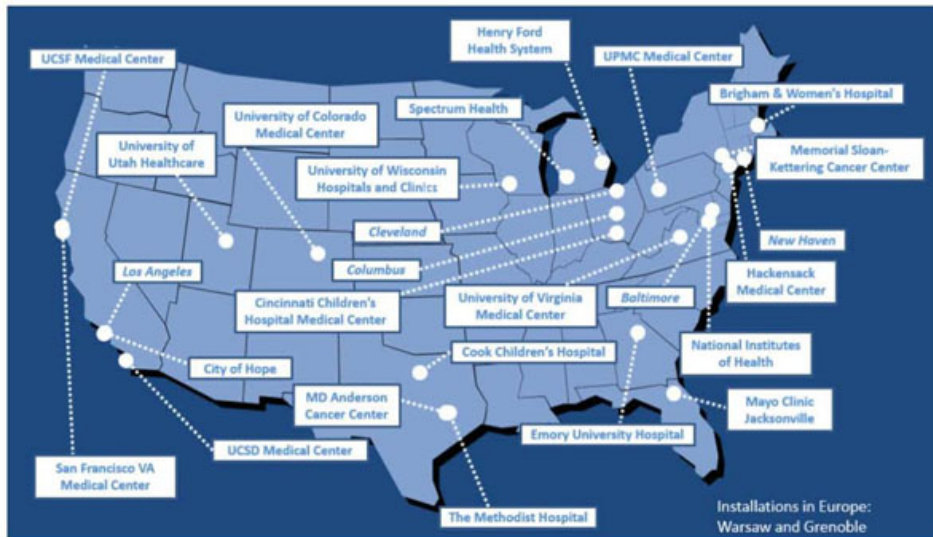 Henry Ford
Health System
UCSF Medical Center
UPMC Medical Center
Brigham & Women's Hospital
Spectrum Health
University of Colorado
Medical Center
University of
Utah Healthcare
Memorial Sloan-
Kettering Cancer Center
University of Wisconsin
Hospitals and Clinics
Cleveland
New Haven
Los Angeles
Columbus
Hackensack
Medical Center
Cincinnati Children's
Hospital Medical Center
University of Virginia
Medical Center
Baltimore
National Institutes
of Health
Cook Children's Hospital
City of Hope
MD Anderson
Cancer Center
Mayo Clinic
Jacksonville
Emory University Hospital
UCSD Medical Center
San Francisco VA
Medical Center
The Methodist Hospital
Installations in Europe:
Warsaw and Grenoble